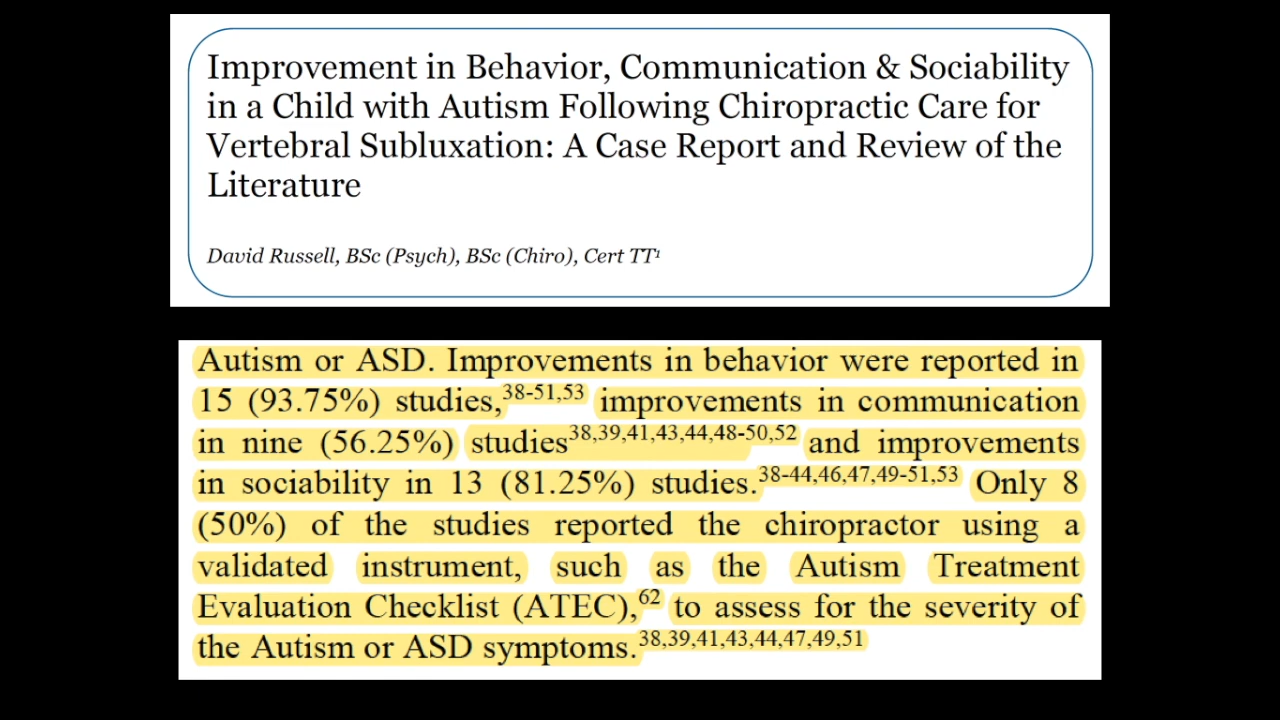 Improvement in Behavior, Communication & Sociability
in a Child with Autism Following Chiropractic Care for
Vertebral Subluxation: A Case Report and Review of the
Literature
David Russell, BSc (Psych), BSc (Chiro), Cert TT¹
Autism or ASD. Improvements in behavior were reported in
15 (93.75%) studies,38-51,53 improvements in communication
in nine (56.25%) studies38,39,41,43,44,48-50,52 and improvements
in sociability in 13 (81.25%) studies.38-44,46,47,49-51,53 Only 8
(50%) of the studies reported the chiropractor using a
validated instrument, such as the Autism Treatment
Evaluation Checklist (ATEC),62 to assess for the severity of
the Autism or ASD symptoms.38,39,41,43,44,47,49,51